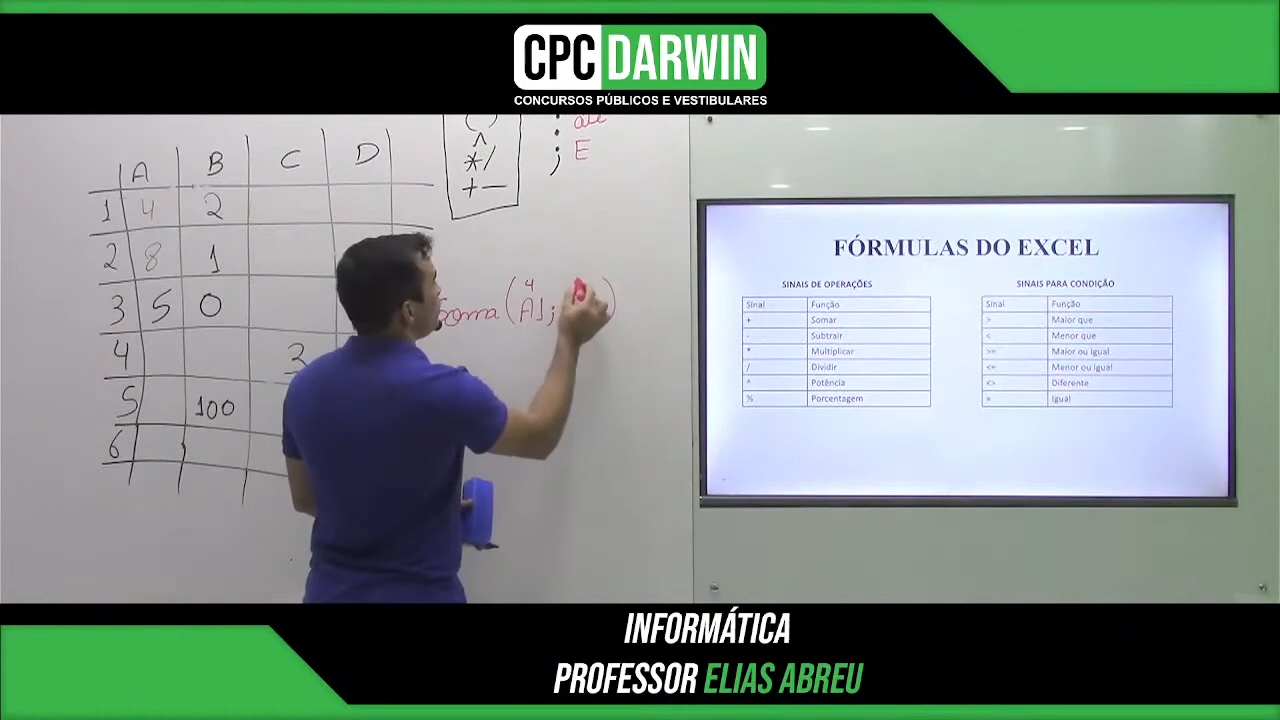 CPC DARWIN
CONCURSOS PÚBLICOS E VESTIBULARES
A B C D
1 4 2
2 8 1
3 5 0
4 3
5 100
6
^
*/
+-
: até
; E
Soma (A1;
4
)
FÓRMULAS DO EXCEL
SINAIS DE OPERAÇÕES
Sinal Função
+ Somar
- Subtrair
* Multiplicar
/ Dividir
^ Potência
% Porcentagem
SINAIS PARA CONDIÇÃO
Sinal Função
> Maior que
< Menor que
>= Maior ou igual
<= Menor ou igual
<> Diferente
= Igual
INFORMÁTICA
PROFESSOR ELIAS ABREU